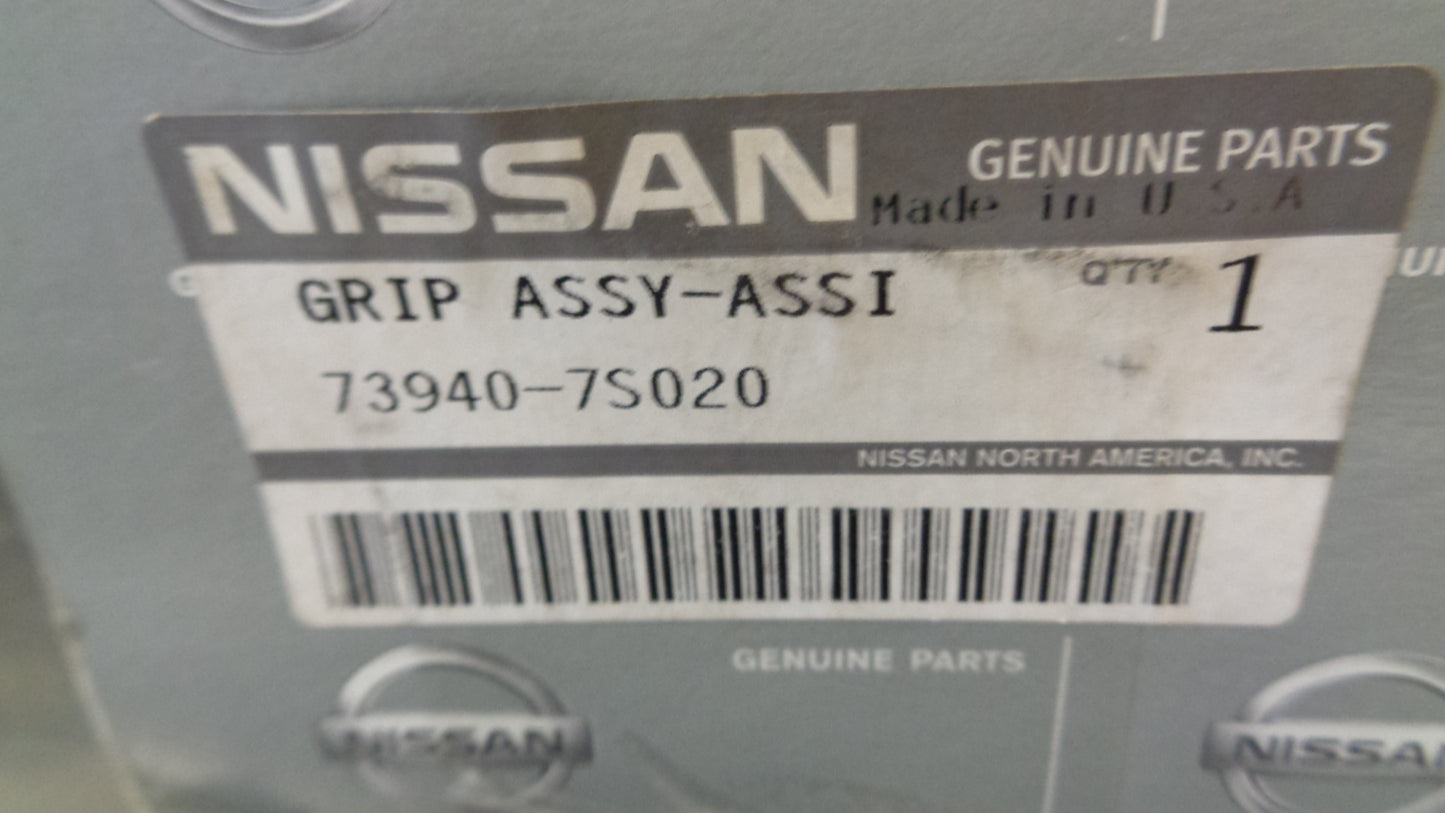 NISSAN GENUINE PARTS
Made in U.S.A
GRIP ASSY-ASSI QTY 1
73940-7S020
NISSAN NORTH AMERICA, INC.
GENUINE PARTS
NISSAN
NISSA